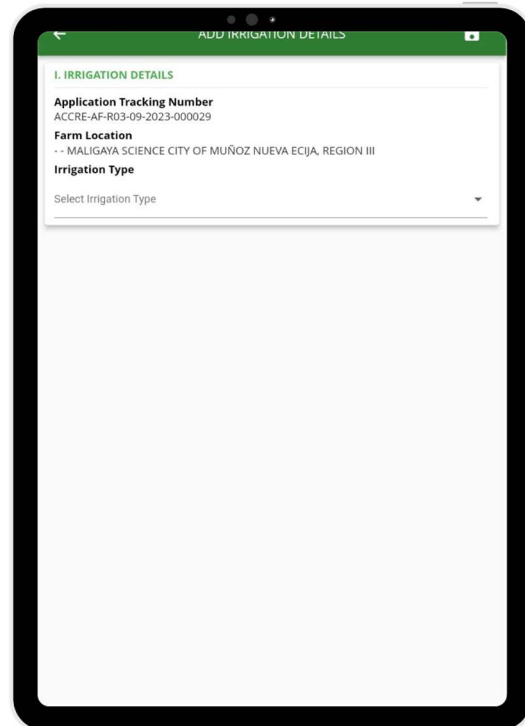 ADD IRRIGATION DETAILS
I. IRRIGATION DETAILS
Application Tracking Number
ACCRE-AF-R03-09-2023-000029
Farm Location
- - MALIGAYA SCIENCE CITY OF MUÑOZ NUEVA ECIJA, REGION III
Irrigation Type
Select Irrigation Type